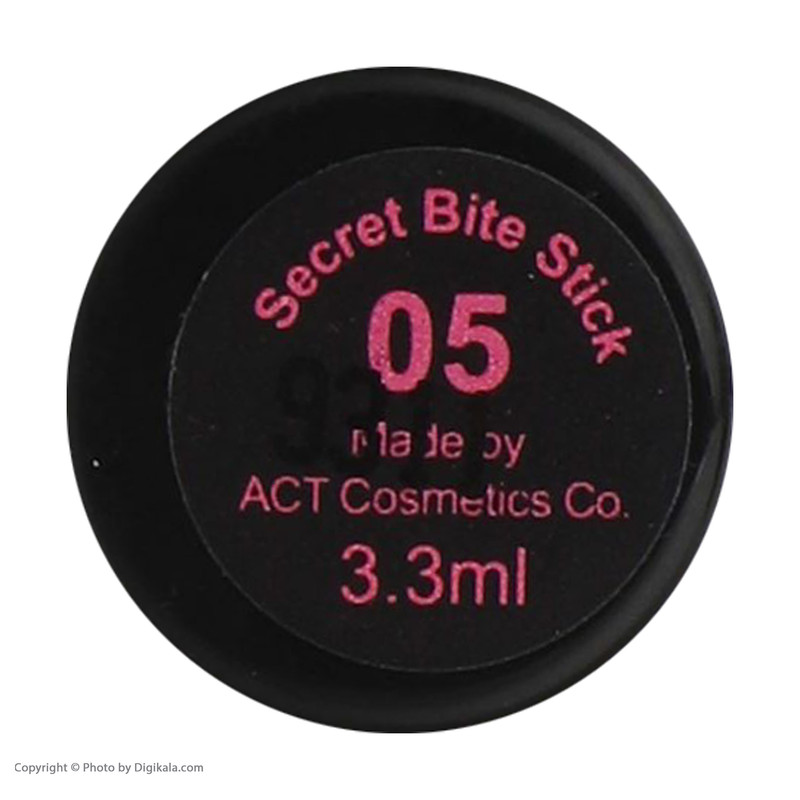 Secret Bite Stick
05
Made by
ACT Cosmetics Co.
3.3ml
Copyright © Photo by Digikala.com